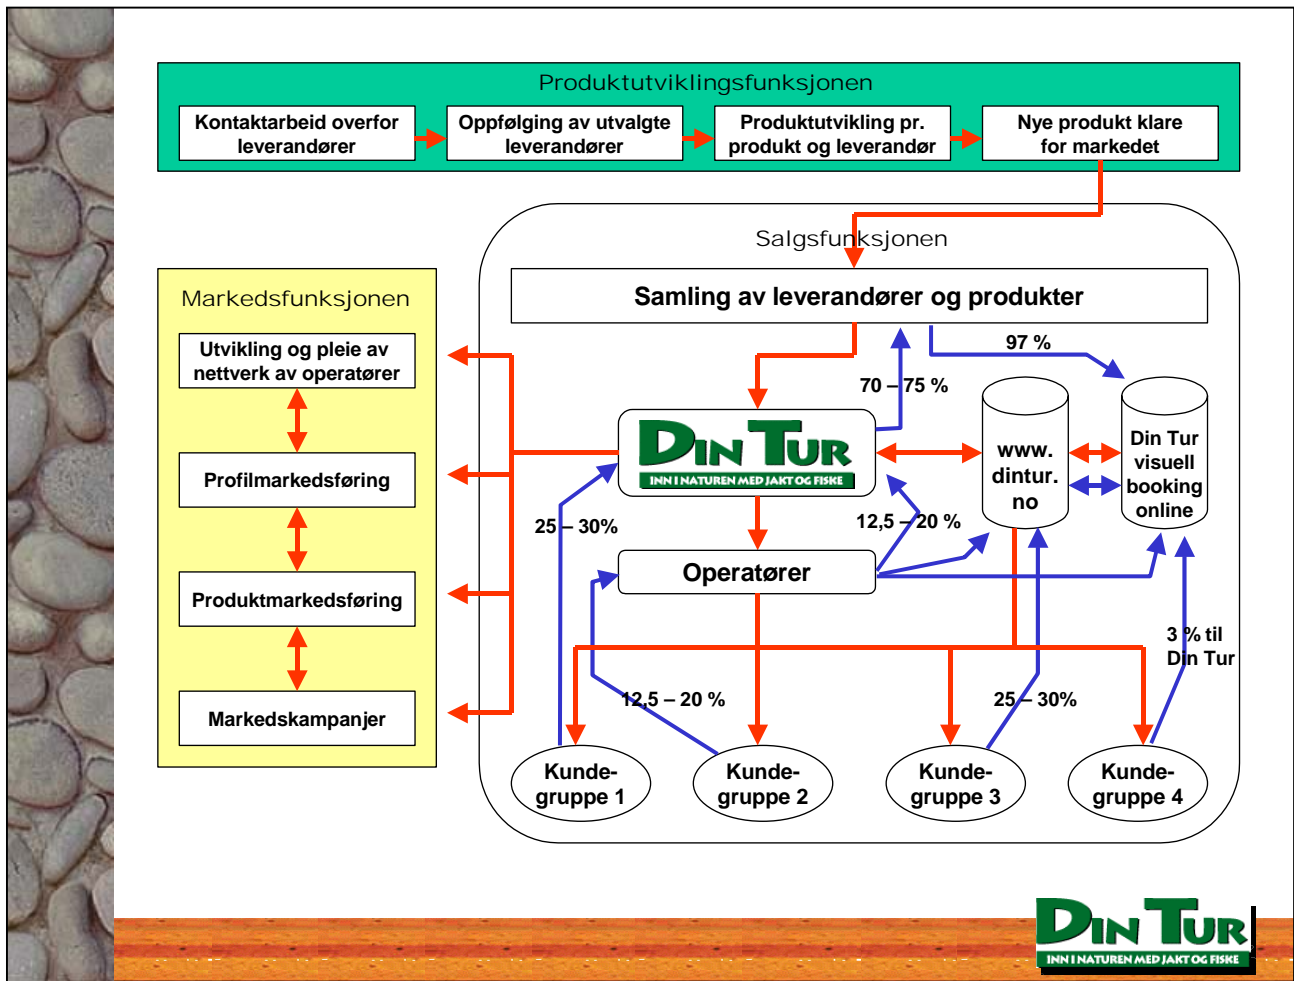 Produktutviklingsfunksjonen
Kontaktarbeid overfor
leverandører
Oppfølging av utvalgte
leverandører
Produktutvikling pr.
produkt og leverandør
Nye produkt klare
for markedet
Salgsfunksjonen
Samling av leverandører og produkter
Markedsfunksjonen
Utvikling og pleie av
nettverk av operatører
Profilmarkedsføring
Produktmarkedsføring
Markedskampanjer
97 %
70 – 75 %
DIN TUR
INN I NATUREN MED JAKT OG FISKE
www.
dintur.
no
Din Tur
visuell
booking
online
25 – 30%
12,5 – 20 %
Operatører
3 % til
Din Tur
12,5 – 20 %
25 – 30%
Kunde-
gruppe 1
Kunde-
gruppe 2
Kunde-
gruppe 3
Kunde-
gruppe 4
DIN TUR
INN I NATUREN MED JAKT OG FISKE